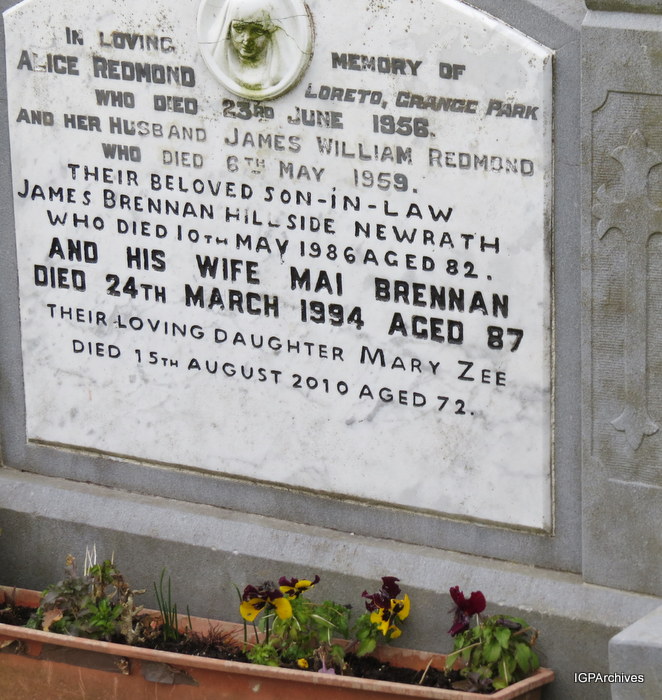 IN LOVING MEMORY OF
ALICE REDMOND LORETO, GRANGE PARK
WHO DIED 23RD JUNE 1956.
AND HER HUSBAND JAMES WILLIAM REDMOND
WHO DIED 6TH MAY 1959.
THEIR BELOVED SON-IN-LAW
JAMES BRENNAN HILLSIDE NEWRATH
WHO DIED 10TH MAY 1986 AGED 82.
AND HIS WIFE MAI BRENNAN
DIED 24TH MARCH 1994 AGED 87
THEIR LOVING DAUGHTER MARY ZEE
DIED 15TH AUGUST 2010 AGED 72.
IGPArchives